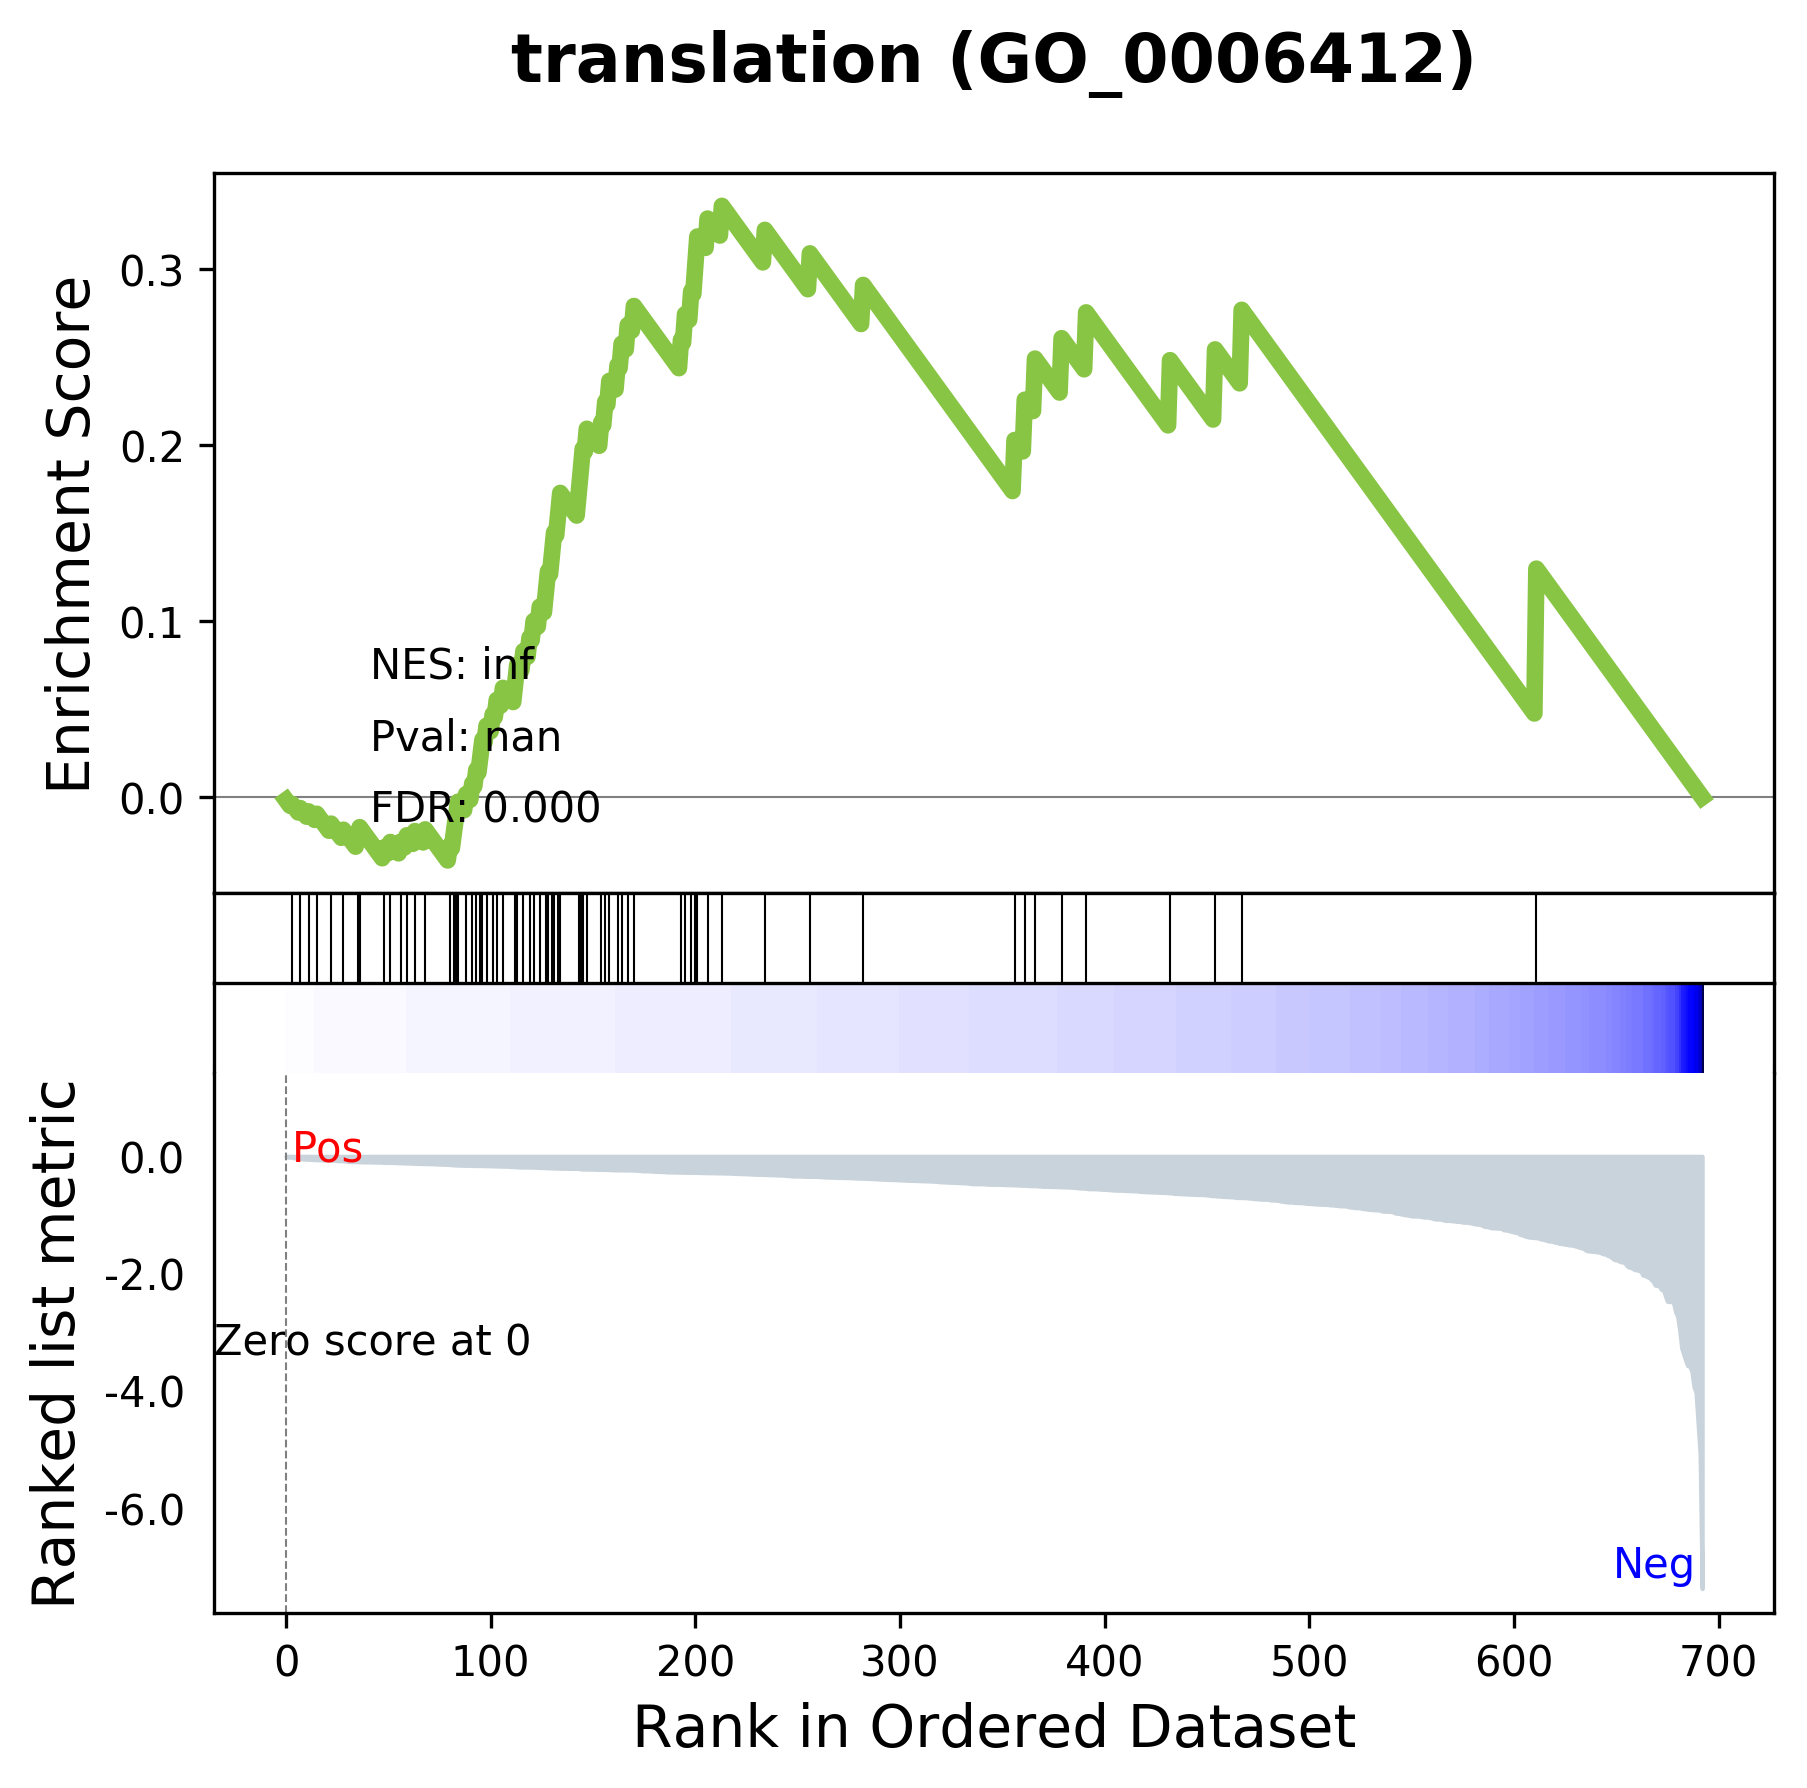 translation (GO_0006412)
Enrichment Score
0.3
0.2
0.1
0.0
NES: inf
Pval: nan
FDR: 0.000
Ranked list metric
0.0
-2.0
-4.0
-6.0
Pos
Zero score at 0
Neg
0 100 200 300 400 500 600 700
Rank in Ordered Dataset